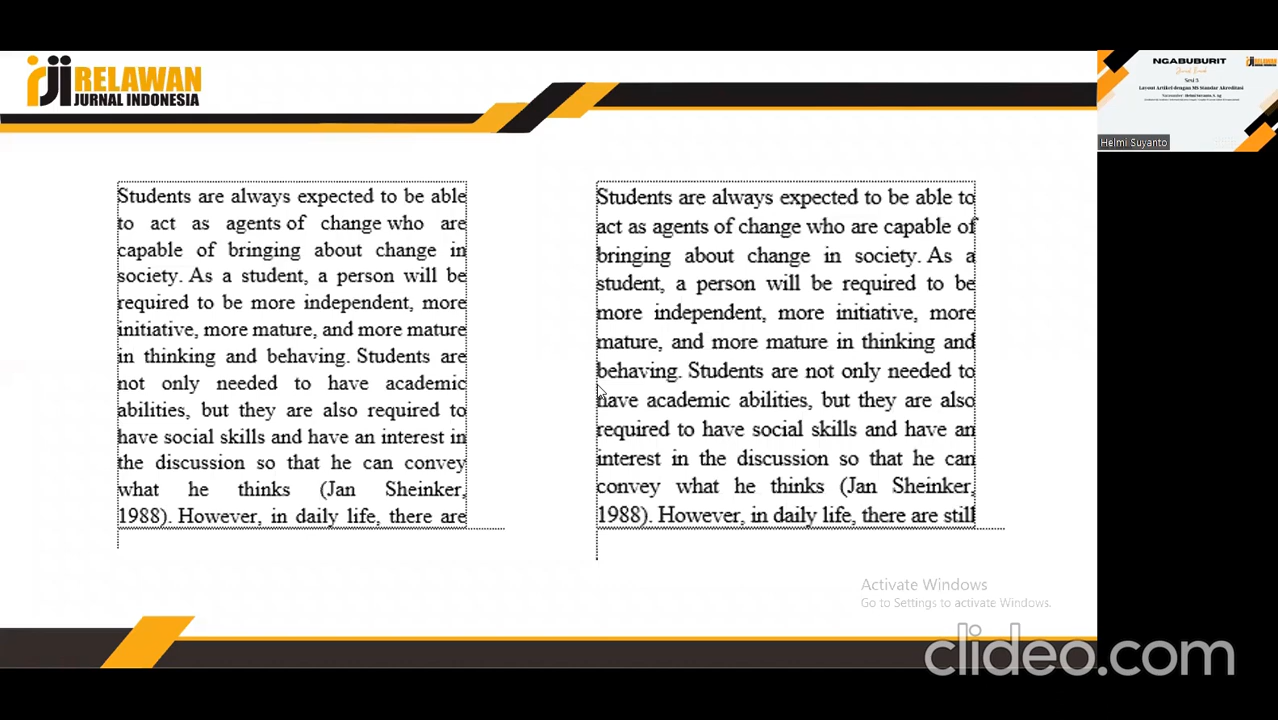 RELAWAN
JURNAL INDONESIA
NGABUBURIT
Sesi 3
Layout Artikel dengan MS Standar Akreditasi
Helmi Suyanto
Students are always expected to be able
to act as agents of change who are
capable of bringing about change in
society. As a student, a person will be
required to be more independent, more
initiative, more mature, and more mature
in thinking and behaving. Students are
not only needed to have academic
abilities, but they are also required to
have social skills and have an interest in
the discussion so that he can convey
what he thinks (Jan Sheinker,
1988). However, in daily life, there are
Students are always expected to be able to
act as agents of change who are capable of
bringing about change in society. As a
student, a person will be required to be
more independent, more initiative, more
mature, and more mature in thinking and
behaving. Students are not only needed to
have academic abilities, but they are also
required to have social skills and have an
interest in the discussion so that he can
convey what he thinks (Jan Sheinker,
1988). However, in daily life, there are still
Activate Windows
Go to Settings to activate Windows.
clideo.com